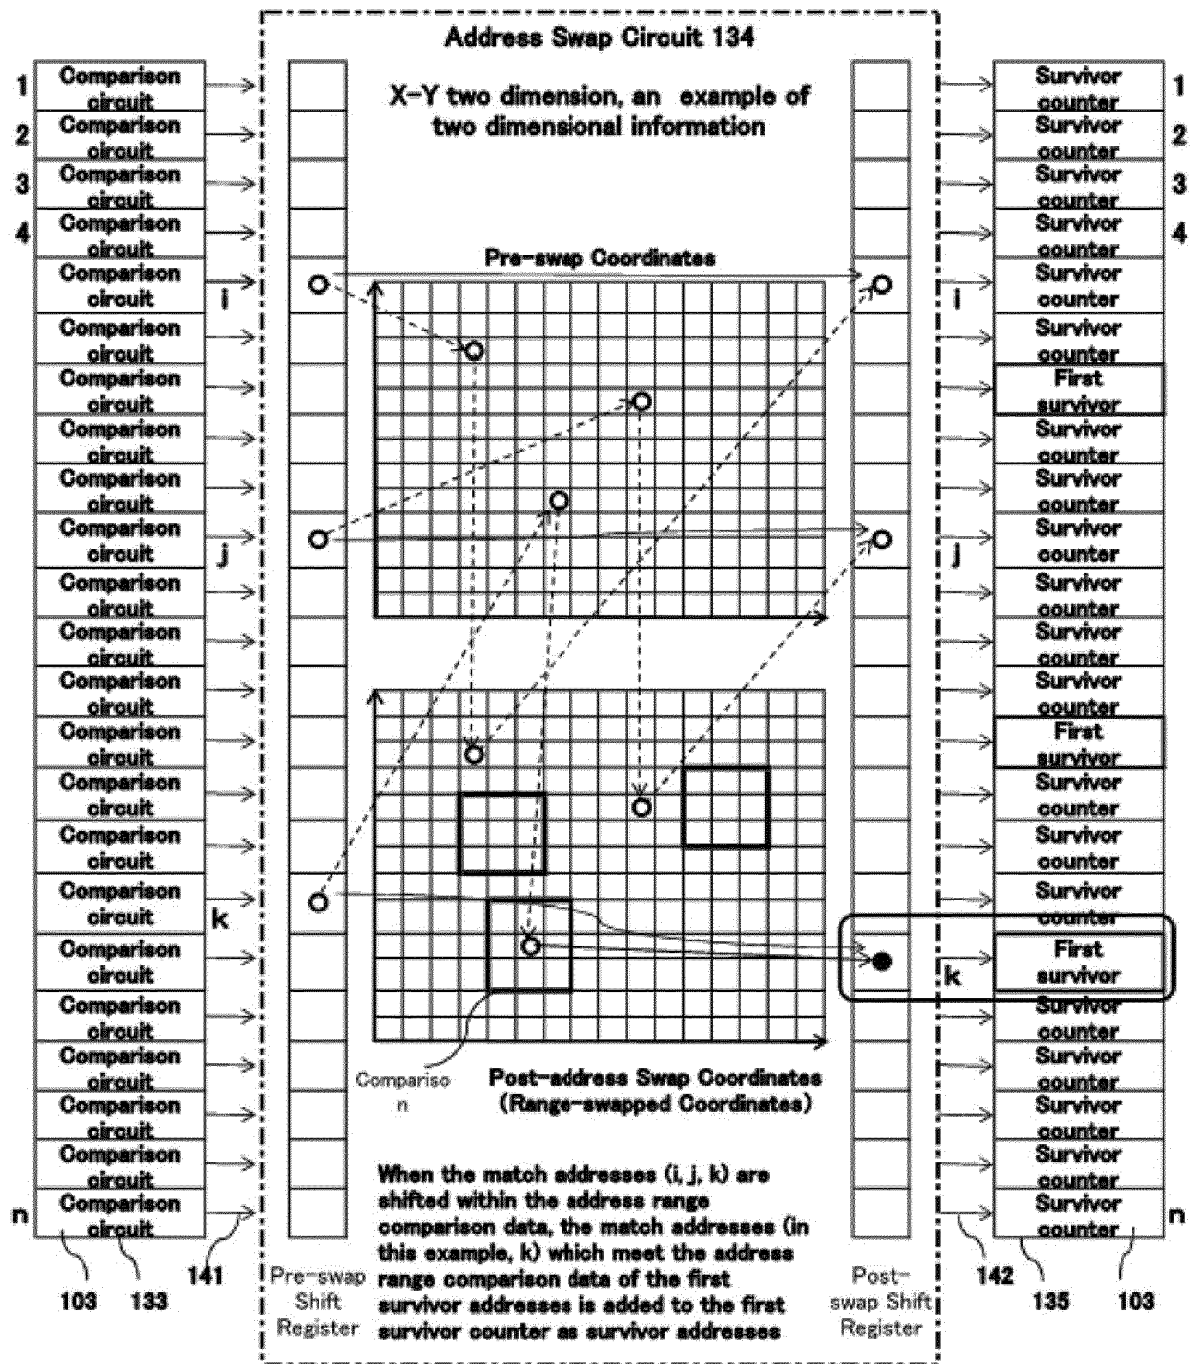 Address Swap Circuit 134
X-Y two dimension, an example of
two dimensional information
1
Comparison
circuit
2
Comparison
circuit
3
Comparison
circuit
4
Comparison
circuit
Comparison
circuit
i
Comparison
circuit
Comparison
circuit
Comparison
circuit
Comparison
circuit
Comparison
circuit
j
Comparison
circuit
Comparison
circuit
Comparison
circuit
Comparison
circuit
Comparison
circuit
Comparison
circuit
Comparison
circuit
k
Comparison
circuit
Comparison
circuit
Comparison
circuit
Comparison
circuit
Comparison
circuit
n
Comparison
circuit
103
133
141
Pre-swap
Shift
Register
Pre-swap Coordinates
Compariso
n
Post-address Swap Coordinates
(Range-swapped Coordinates)
When the match addresses (i, j, k) are
shifted within the address range
comparison data, the match addresses (in
this example, k) which meet the address
range comparison data of the first
survivor addresses is added to the first
survivor counter as survivor addresses
Post-
swap Shift
Register
Survivor
counter
1
Survivor
counter
2
Survivor
counter
3
Survivor
counter
4
i
Survivor
counter
Survivor
counter
First
survivor
Survivor
counter
Survivor
counter
j
Survivor
counter
Survivor
counter
Survivor
counter
Survivor
counter
First
survivor
Survivor
counter
Survivor
counter
Survivor
counter
k
First
survivor
Survivor
counter
Survivor
counter
Survivor
counter
Survivor
counter
Survivor
counter
n
142
135
103